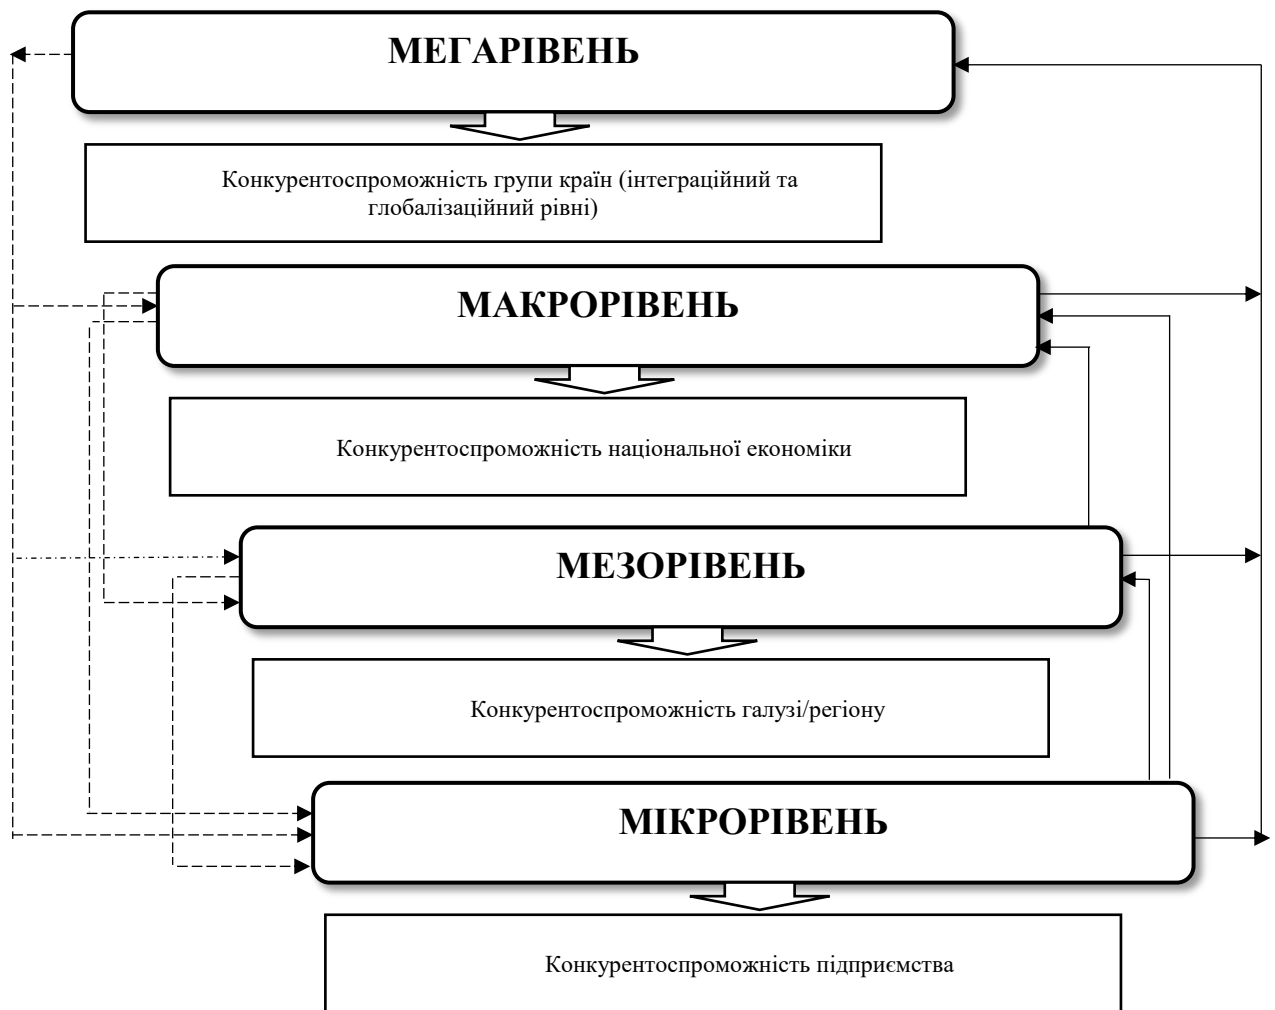 МЕГАРІВЕНЬ
Конкурентоспроможність групи країн (інтеграційний та
глобалізаційний рівні)
МАКРОРІВЕНЬ
Конкурентоспроможність національної економіки
МЕЗОРІВЕНЬ
Конкурентоспроможність галузі/регіону
МІКРОРІВЕНЬ
Конкурентоспроможність підприємства